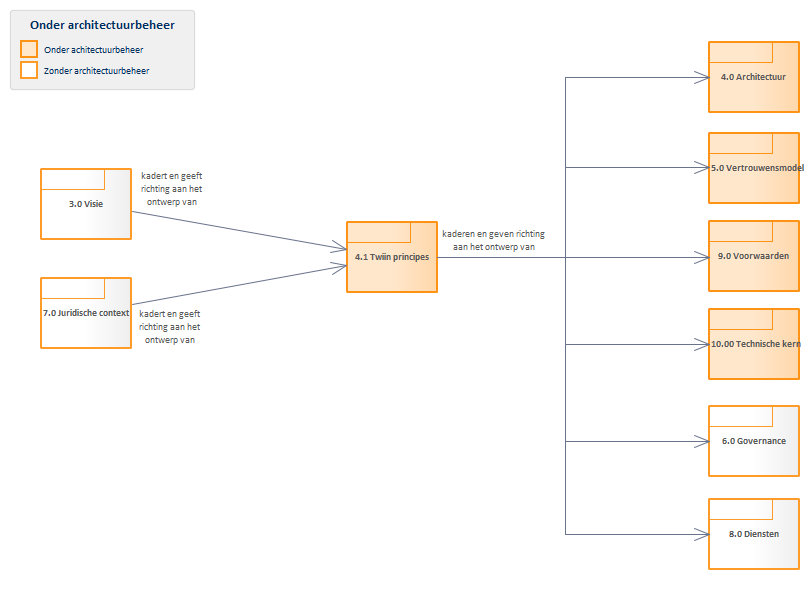 Onder architectuurbeheer
Onder achitectuurbeheer
Zonder architectuurbeheer
3.0 Visie
kadert en geeft
richting aan het
ontwerp van
7.0 Juridische context
kadert en geeft
richting aan het
ontwerp van
4.1 Twiin principes
kaderen en geven richting
aan het ontwerp van
4.0 Architectuur
5.0 Vertrouwensmodel
9.0 Voorwaarden
10.00 Technische kern
6.0 Governance
8.0 Diensten